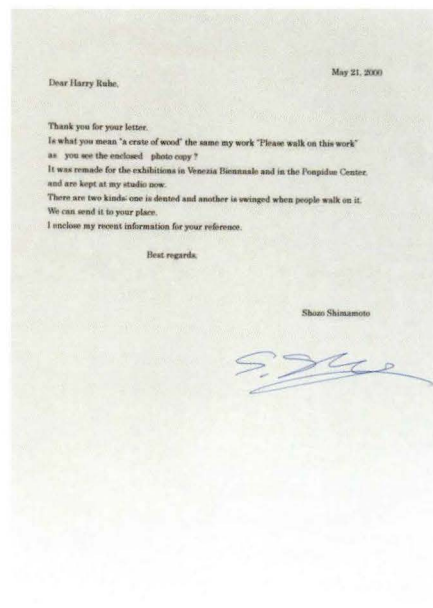 May 21, 2000
Dear Harry Ruhe,
Thank you for your letter.
Is what you mean "a crate of wood" the same my work "Please walk on this work"
as you see the enclosed photo copy ?
It was remade for the exhibitions in Venezia Biennnale and in the Ponpidue Center,
and are kept at my studio now.
There are two kinds: one is dented and another is swinged when people walk on it.
We can send it to your place.
I enclose my recent information for your reference.
Best regards,
Shozo Shimamoto